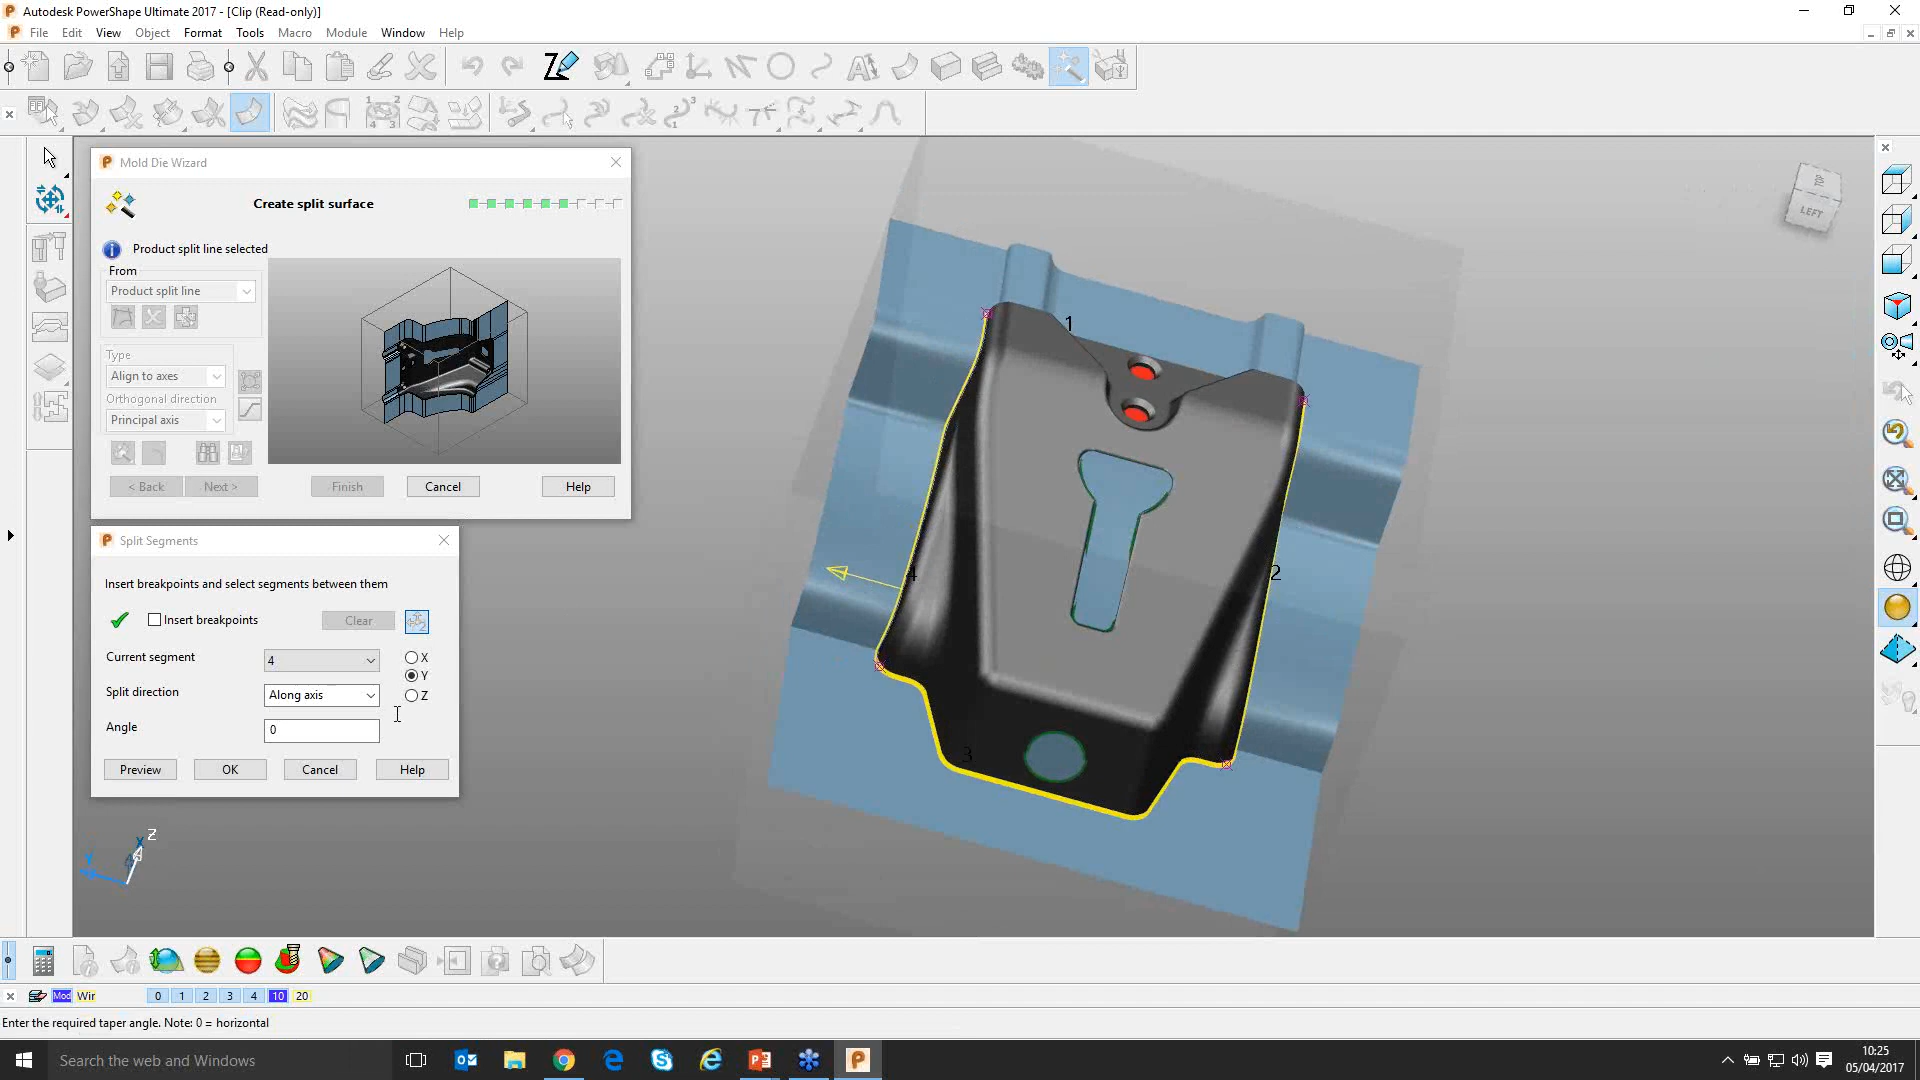 Autodesk PowerShape Ultimate 2017 - [Clip (Read-only)]
File Edit View Object Format Tools Macro Module Window Help
Mold Die Wizard
Create split surface
Product split line selected
From
Product split line
Type
Align to axes
Orthogonal direction
Principal axis
< Back Next > Finish Cancel Help
Split Segments
Insert breakpoints and select segments between them
Insert breakpoints Clear
Current segment 4 X
Y
Split direction Along axis Z
Angle 0
Preview OK Cancel Help
1
2
3
4
TOP
LEFT
Z
X
Y
Mod Wir 0 1 2 3 4 10 20
Enter the required taper angle. Note: 0 = horizontal
Search the web and Windows
10:25
05/04/2017